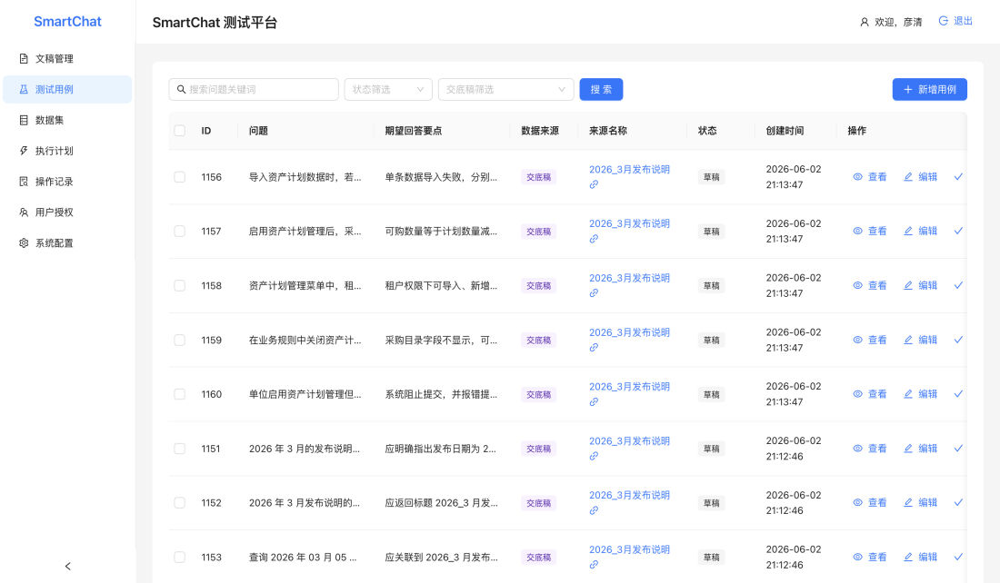 SmartChat
SmartChat 测试平台
欢迎，彦清
退出
文稿管理
测试用例
数据集
执行计划
操作记录
用户授权
系统配置
搜索问题关键词
状态筛选
交底稿筛选
搜 索
新增用例
ID 问题 期望回答要点 数据来源 来源名称 状态 创建时间 操作
1156 导入资产计划数据时，若... 单条数据导入失败，分别... 交底稿 2026_3月发布说明 草稿 2026-06-02 21:13:47 查看 编辑
1157 启用资产计划管理后，采... 可购数量等于计划数量减... 交底稿 2026_3月发布说明 草稿 2026-06-02 21:13:47 查看 编辑
1158 资产计划管理菜单中，租... 租户权限下可导入、新增... 交底稿 2026_3月发布说明 草稿 2026-06-02 21:13:47 查看 编辑
1159 在业务规则中关闭资产计... 采购目录字段不显示，可... 交底稿 2026_3月发布说明 草稿 2026-06-02 21:13:47 查看 编辑
1160 单位启用资产计划管理但... 系统阻止提交，并报错提... 交底稿 2026_3月发布说明 草稿 2026-06-02 21:13:47 查看 编辑
1151 2026 年 3 月的发布说明... 应明确指出发布日期为 2... 交底稿 2026_3月发布说明 草稿 2026-06-02 21:12:46 查看 编辑
1152 2026 年 3 月发布说明的... 应返回标题 2026_3 月发... 交底稿 2026_3月发布说明 草稿 2026-06-02 21:12:46 查看 编辑
1153 查询 2026 年 03 月 05 ... 应关联到 2026_3 月发布... 交底稿 2026_3月发布说明 草稿 2026-06-02 21:12:46 查看 编辑